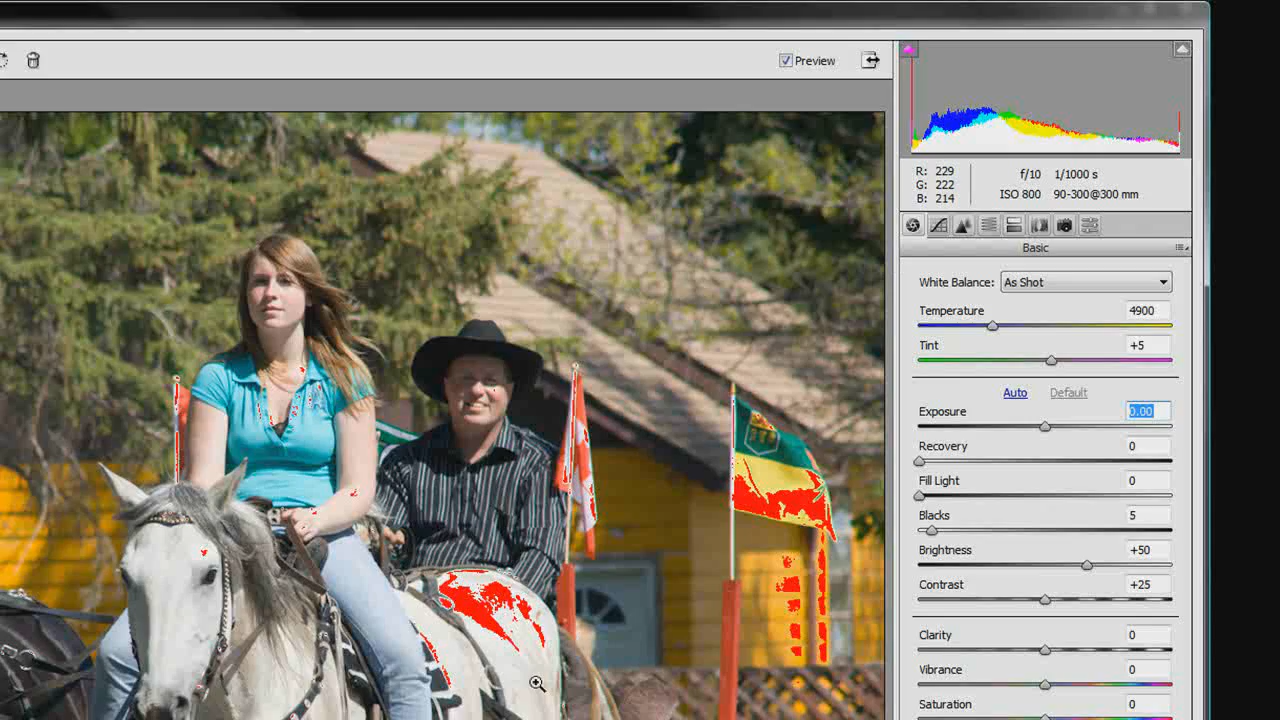 Preview
R: 229
G: 222
B: 214
f/10 1/1000 s
ISO 800 90-300@300 mm
Basic
White Balance: As Shot
Temperature 4900
Tint +5
Auto Default
Exposure 0.00
Recovery 0
Fill Light 0
Blacks 5
Brightness +50
Contrast +25
Clarity 0
Vibrance 0
Saturation 0